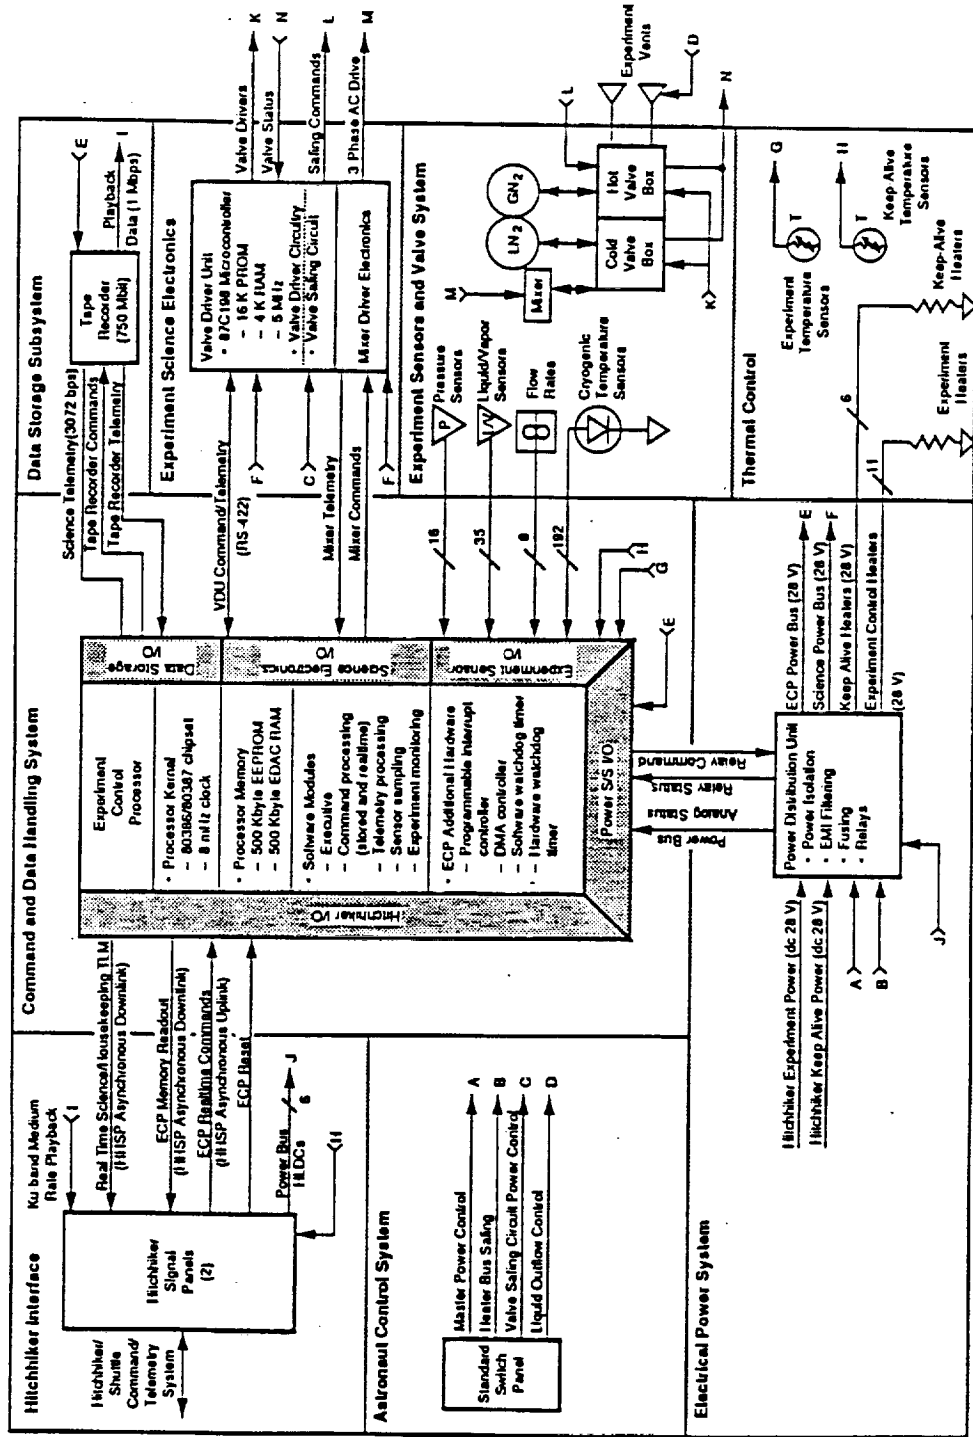 Hitchhiker Interface
Hitchhiker/
Shuttle
Command/
Telemetry
System
Hitchhiker/
Signal
Panels
(2)
Ku band Medium
Rate Playback
I
Real Time Science/Housekeeping TLM
(HHSP Asynchronous Downlink)
ECP Memory Readout
(HHSP Asynchronous Downlink)
ECP Realtime Commands
(HHSP Asynchronous Uplink)
ECP Reset
Power Bus
HLDCs
6
J
H
Command and Data Handling System
Hitchhiker I/O
Experiment
Control
Processor
• Processor Kernel
– 80386/80387 chipset
– 8 mHz clock
• Processor Memory
– 500 Kbyte EEPROM
– 500 Kbyte EDAC RAM
• Software Modules
– Executive
– Command processing
(stored and realtime)
– Telemetry processing
– Sensor sampling
– Experiment monitoring
• ECP Additional Hardware
– Programmable interrupt
controller
– DMA controller
– Software watchdog timer
– Hardware watchdog
timer
Data Storage
I/O
Science Electronics
I/O
Experiment Sensor
I/O
Power S/S I/O
Science Telemetry(3072 bps)
Tape Recorder Commands
Tape Recorder Telemetry
VDU Command/Telemetry
(RS-422)
Mixer Telemetry
Mixer Commands
16
35
8
192
H
G
E
Relay Command
Relay Status
Analog Status
Power Bus
Data Storage Subsystem
Tape
Recorder
(750 Mbit)
E
I
Playback
Data (1 Mbps)
Experiment Science Electronics
Valve Driver Unit
• 87C196 Microcontroller
– 16 K PROM
– 4 K RAM
– 5 MHz
• Valve Driver Circuitry
• Valve Safing Circuit
Mixer Driver Electronics
F
C
F
Valve Drivers
K
Valve Status
N
Safing Commands
L
3 Phase AC Drive
M
Experiment Sensors and Valve System
P
Pressure
Sensors
L/V
Liquid/Vapor
Sensors
Flow
Rates
Cryogenic
Temperature
Sensors
M
Mixer
LN2
GN2
Cold
Valve
Box
Hot
Valve
Box
L
Experiment
Vents
D
N
K
Thermal Control
T
G
Experiment
Temperature
Sensors
T
H
Keep Alive
Temperature
Sensors
6
Keep-Alive
Heaters
11
Experiment
Heaters
Astronaut Control System
Standard
Switch
Panel
Master Power Control
A
Heater Bus Safing
B
Valve Safing Circuit Power Control
C
Liquid Outflow Control
D
Electrical Power System
Hitchhiker Experiment Power (dc 28 V)
Hitchhiker Keep Alive Power (dc 28 V)
A
B
Power Distribution Unit
• Power Isolation
• EMI Filtering
• Fusing
• Relays
J
ECP Power Bus (28 V)
E
Science Power Bus (28 V)
F
Keep Alive Heaters (28 V)
Experiment Control Heaters
(28 V)